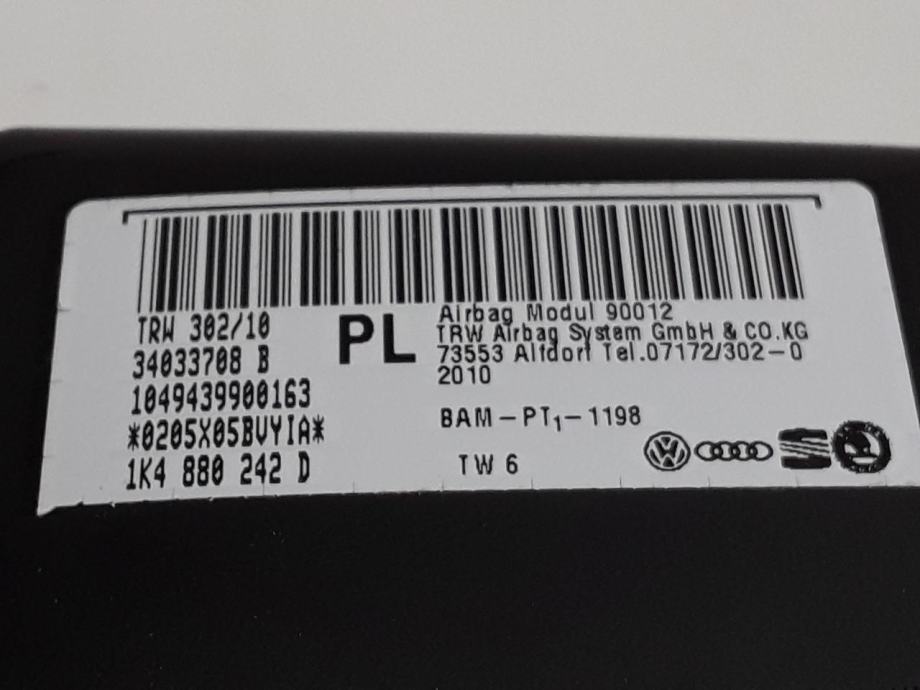 TRW 302/10
34033708 B
1049439900163
*0205X05BVYIA*
1K4 880 242 D
PL
Airbag Modul 90012
TRW Airbag System GmbH & CO.KG
73553 Alfdorf Tel.07172/302-0
2010
BAM-PT₁-1198
TW 6